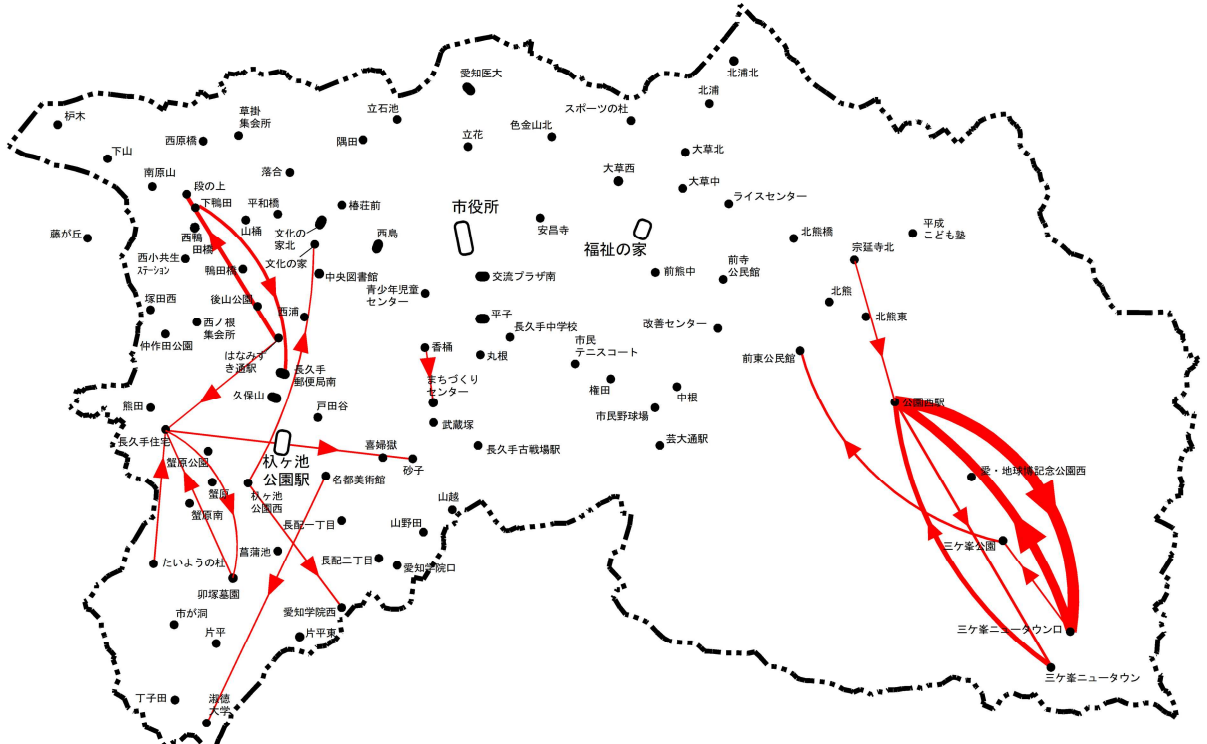 北浦北
愛知医大
北浦
枦木
草掛
集会所
立石池
スポーツの杜
色金山北
西原橋
隅田
立花
下山
大草北
南原山
落合
大草西
大草中
段の上
下鴨田
平和橋
椿荘前
市役所
ライスセンター
山桶
藤が丘
西鴨
田橋
文化の
家北
西島
安昌寺
福祉の家
北熊橋
平成
こども塾
宗延寺北
西小共生
ステーション
鴨田橋
文化の家
中央図書館
交流プラザ南
前熊中
前寺
公民館
青少年児童
センター
塚田西
後山公園
西浦
北熊
北熊東
西ノ根
集会所
平子
長久手中学校
改善センター
仲作田公園
はなみず
き通駅
香桶
丸根
市民
テニスコート
前東公民館
長久手
郵便局南
まちづくり
センター
権田
中根
久保山
熊田
戸田谷
武蔵塚
市民野球場
公園西駅
長久手住宅
喜婦嶽
長久手古戦場駅
芸大通駅
蟹原公園
杁ヶ池
公園駅
砂子
名都美術館
愛・地球博記念公園西
蟹原
杁ヶ池
公園西
蟹原南
山越
長配一丁目
山野田
三ケ峯公園
菖蒲池
たいようの杜
長配二丁目
愛知学院口
卯塚墓園
市が洞
愛知学院西
片平
片平東
三ケ峯ニュータウン口
三ケ峯ニュータウン
丁子田
淑徳
大学